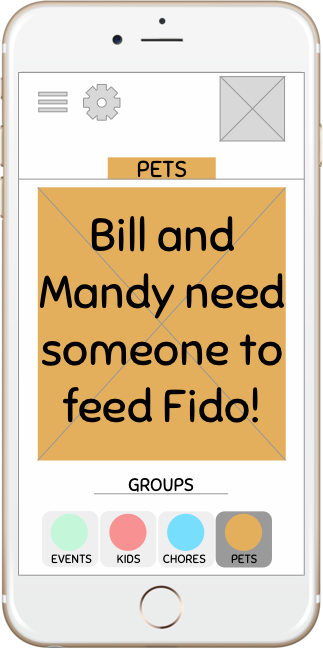 PETS
Bill and
Mandy need
someone to
feed Fido!
GROUPS
EVENTS KIDS CHORES PETS